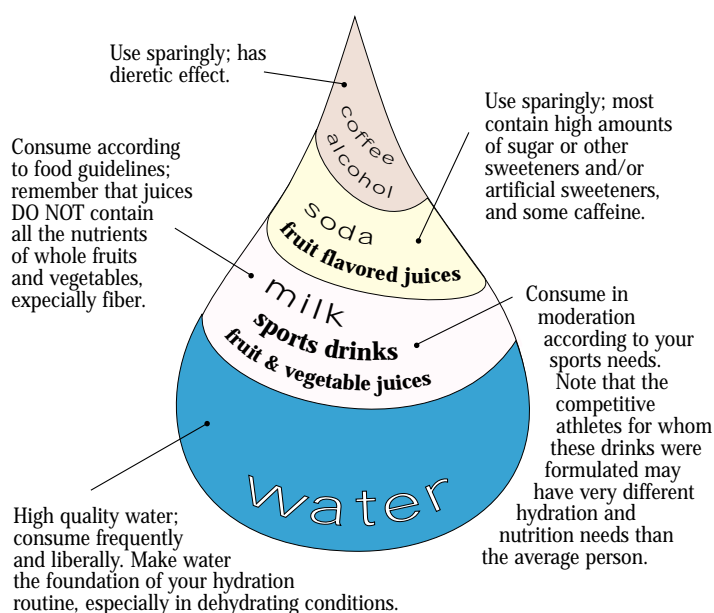 Use sparingly; has
dieretic effect.
coffee
alcohol
Use sparingly; most
contain high amounts
of sugar or other
sweeteners and/or
artificial sweeteners,
and some caffeine.
soda
fruit flavored juices
Consume according
to food guidelines;
remember that juices
DO NOT contain
all the nutrients
of whole fruits
and vegetables,
expecially fiber.
milk
sports drinks
fruit & vegetable juices
Consume in
moderation
according to your
sports needs.
Note that the
competitive
athletes for whom
these drinks were
formulated may
have very different
hydration and
nutrition needs than
the average person.
water
High quality water;
consume frequently
and liberally. Make water
the foundation of your hydration
routine, especially in dehydrating conditions.